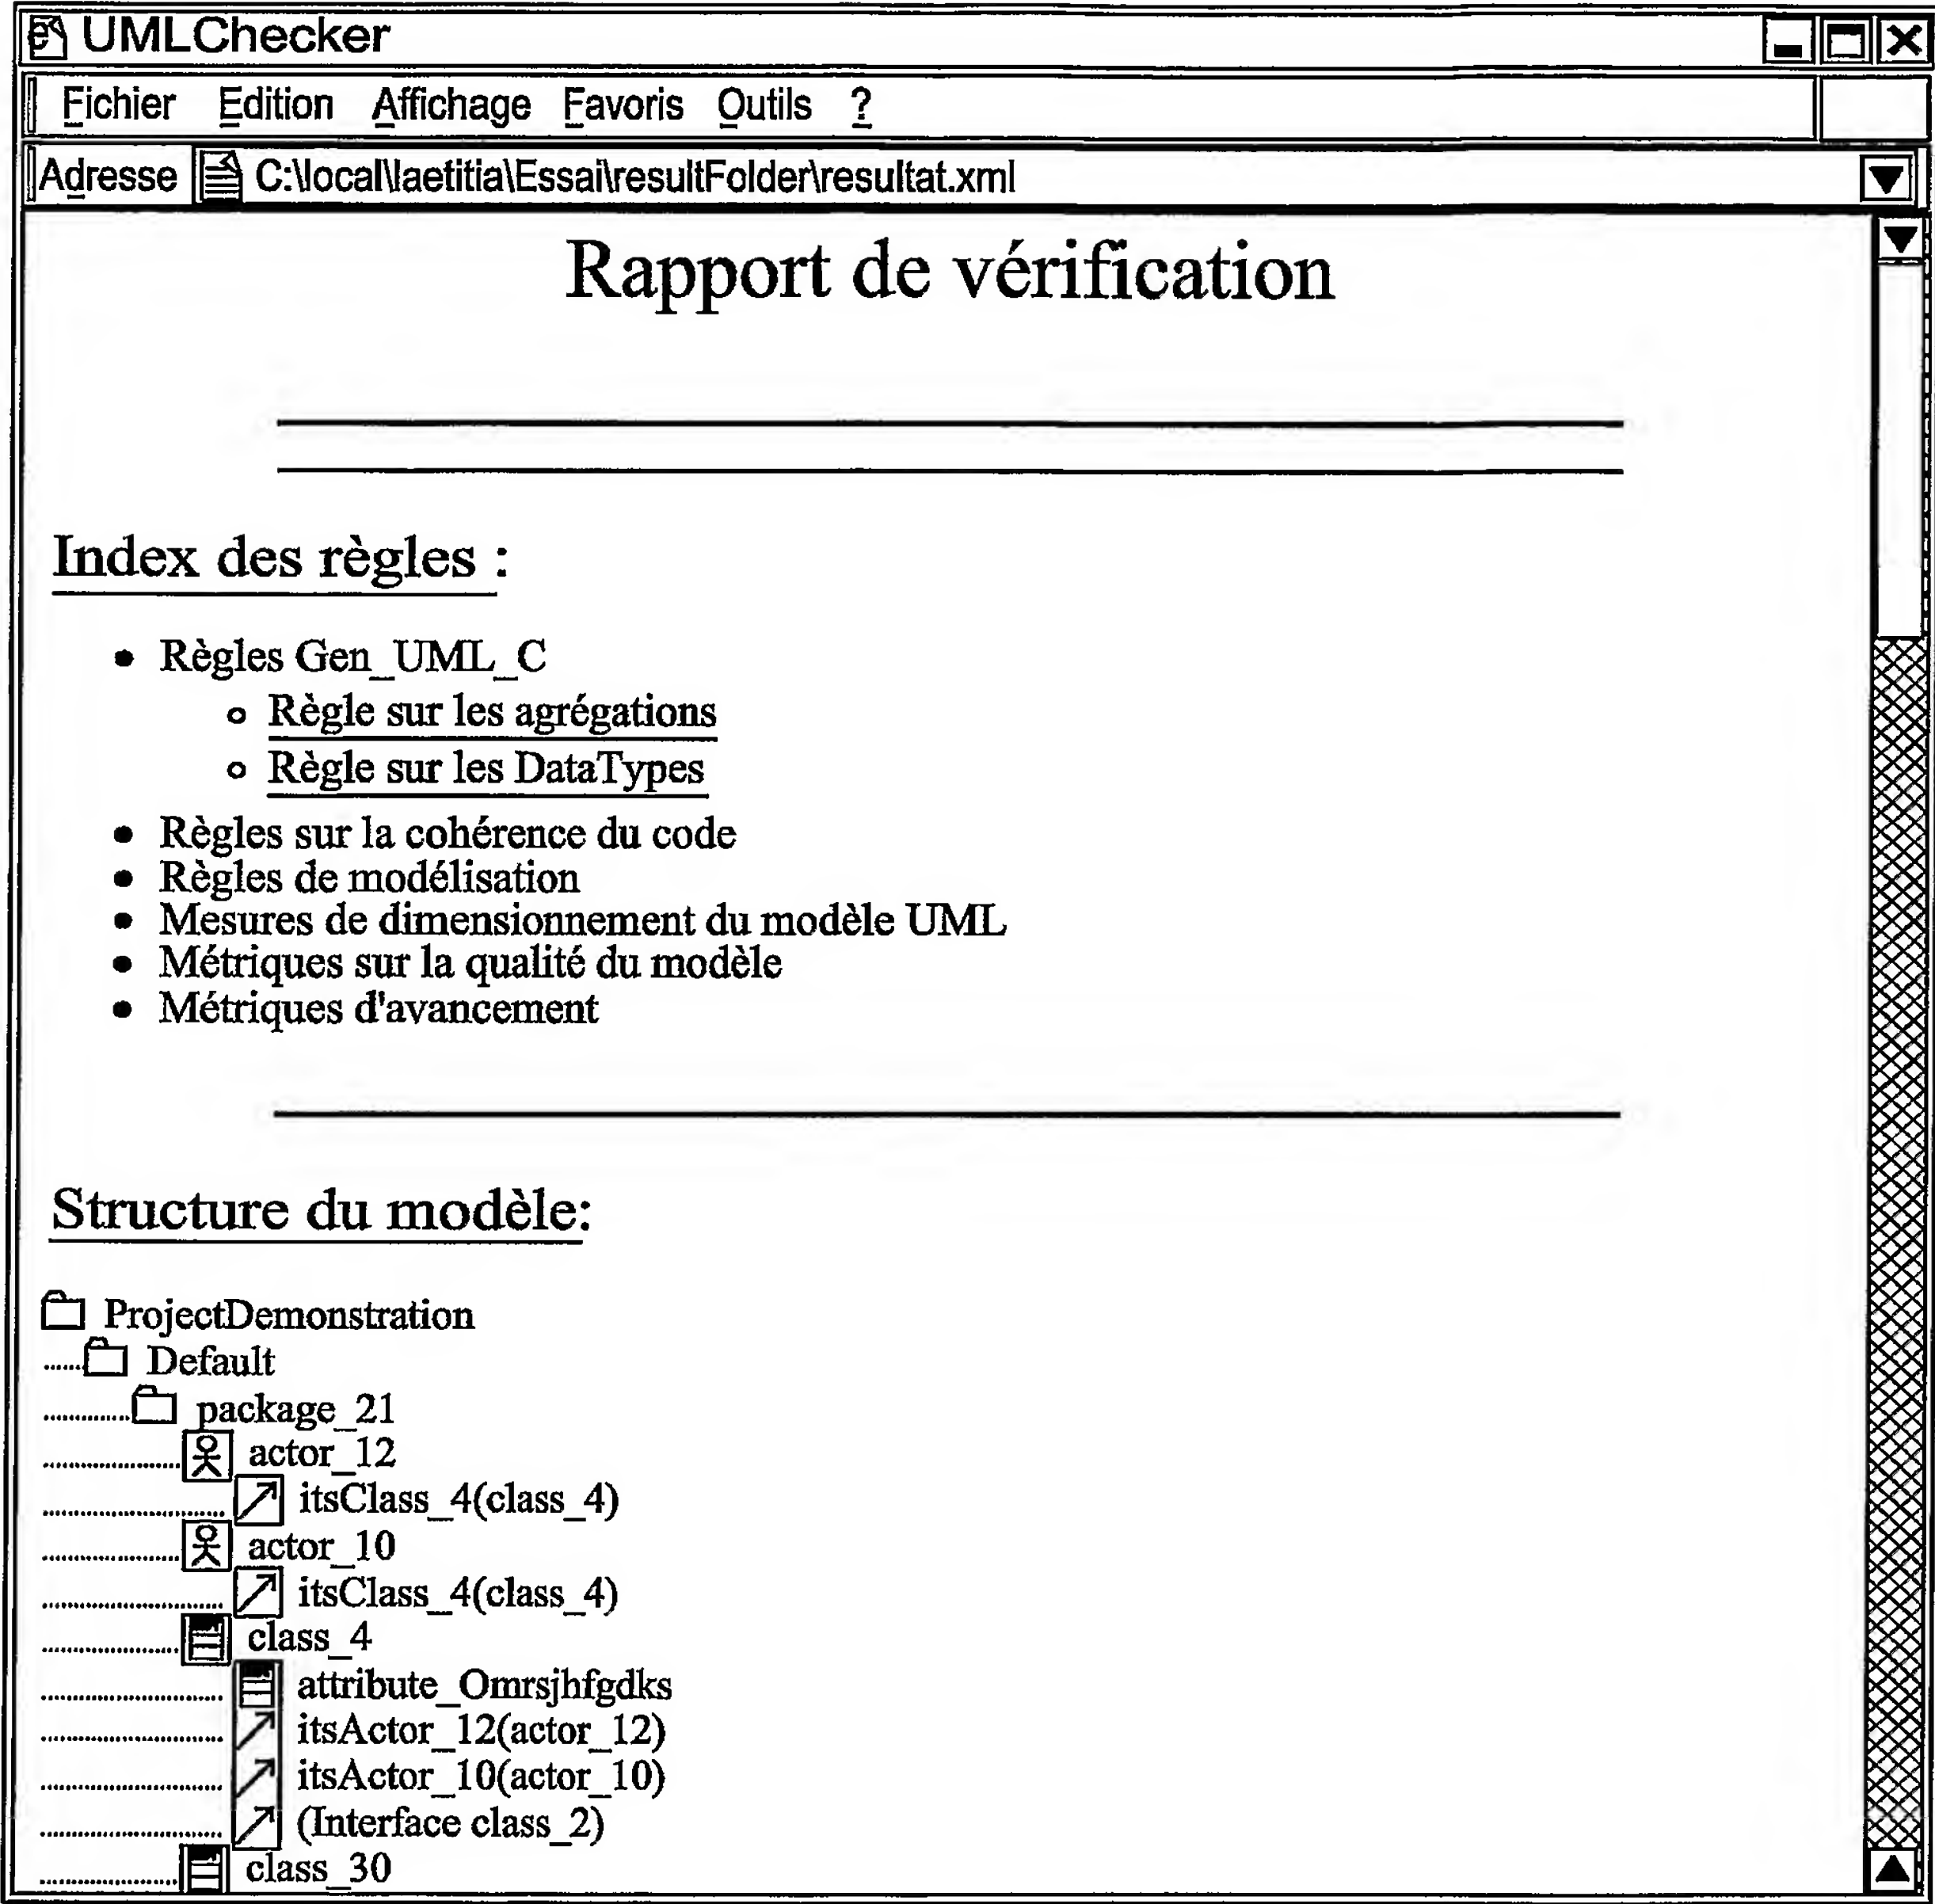 UMLChecker
Fichier Edition Affichage Favoris Outils ?
Adresse C:\local\laetitia\Essai\resultFolder\resultat.xml
Rapport de vérification
Index des règles :
Règles Gen_UML_C
Règle sur les agrégations
Règle sur les DataTypes
Règles sur la cohérence du code
Règles de modélisation
Mesures de dimensionnement du modèle UML
Métriques sur la qualité du modèle
Métriques d'avancement
Structure du modèle:
ProjectDemonstration
Default
package_21
actor_12
itsClass_4(class_4)
actor_10
itsClass_4(class_4)
class_4
attribute_Omrsjhfgdks
itsActor_12(actor_12)
itsActor_10(actor_10)
(Interface class_2)
class_30